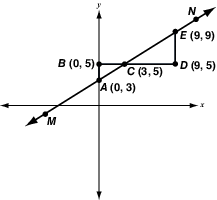 y
N
E (9, 9)
B (0, 5)
C (3, 5)
D (9, 5)
A (0, 3)
x
M